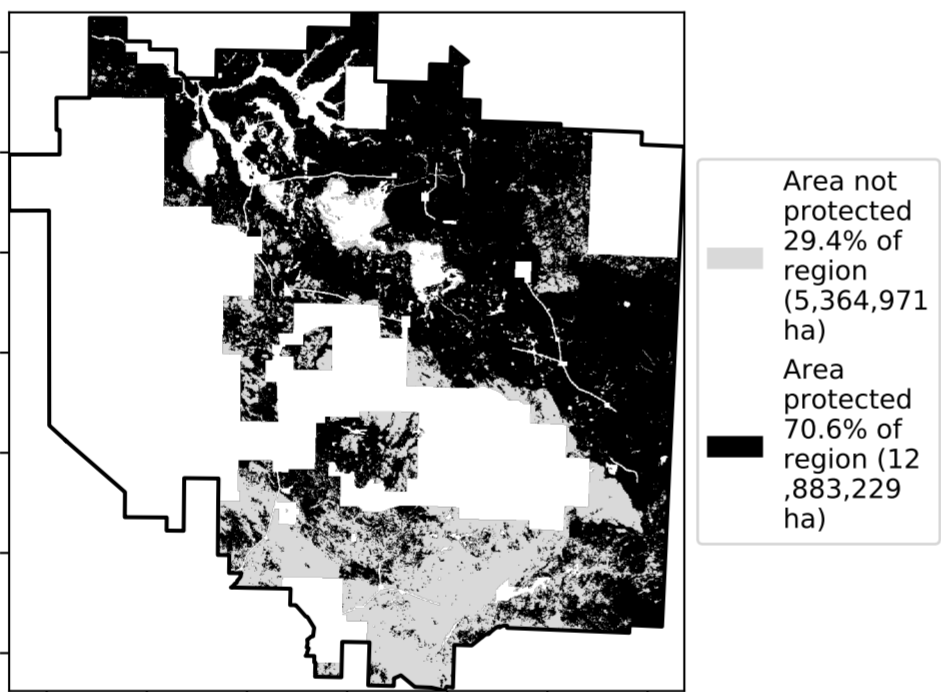 Area not
protected
29.4% of
region
(5,364,971
ha)
Area
protected
70.6% of
region (12
,883,229
ha)